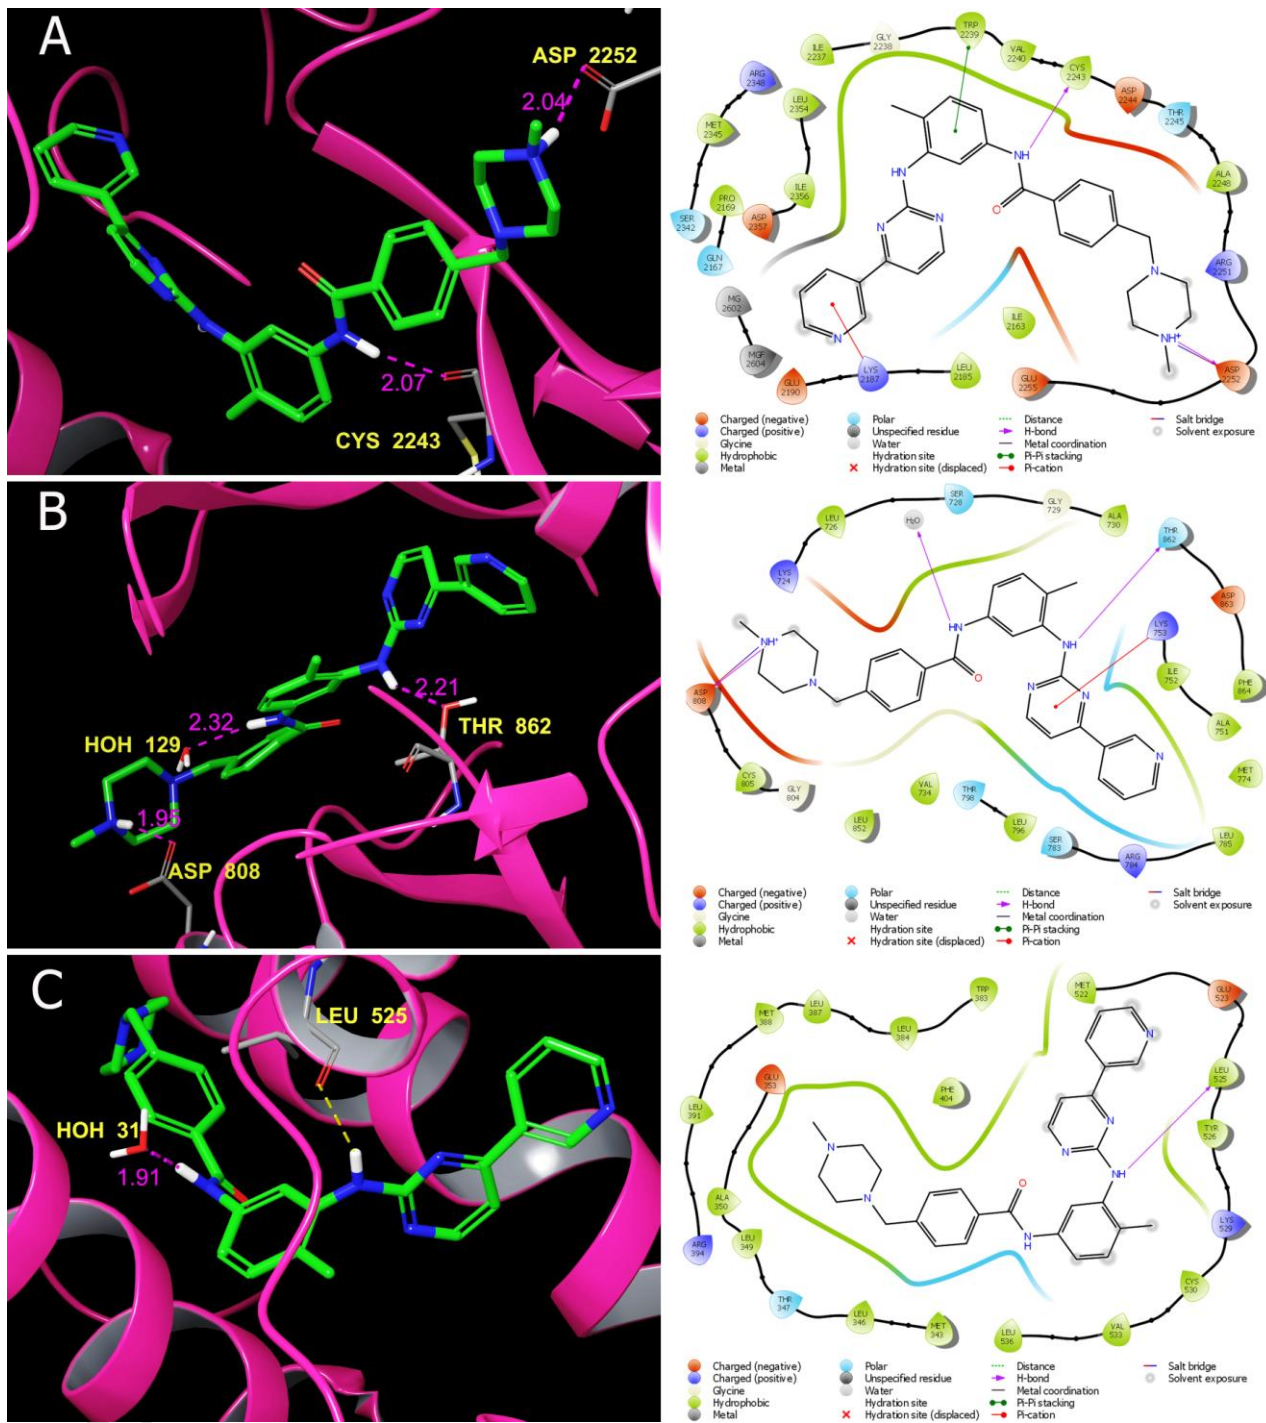 A
ASP 2252
2.04
2.07
CYS 2243
ILE 2237
GLY 2238
TRP 2239
VAL 2240
CYS 2243
ASP 2244
THR 2245
ARG 2348
LEU 2354
MET 2345
ALA 2248
ILE 2356
PRO 2169
ASP 2357
SER 2342
GLN 2167
ARG 2251
MG 2602
ILE 2163
MGF 2604
GLU 2190
LYS 2187
LEU 2185
GLU 2255
ASP 2252
NH
HN
O
N
N
N
N
NH+
Charged (negative)
Charged (positive)
Glycine
Hydrophobic
Metal
Polar
Unspecified residue
Water
Hydration site
Hydration site (displaced)
Distance
H-bond
Metal coordination
Pi-Pi stacking
Pi-cation
Salt bridge
Solvent exposure
B
2.21
2.32
HOH 129
THR 862
1.95
ASP 808
LEU 726
H₂O
SER 728
GLY 729
ALA 730
THR 862
LYS 724
ASP 863
LYS 753
ILE 752
PHE 864
ALA 751
ASP 808
MET 774
CYS 805
GLY 804
VAL 734
THR 798
LEU 796
LEU 852
SER 783
ARG 784
LEU 785
NH+
N
HN
O
NH
N
N
N
Charged (negative)
Charged (positive)
Glycine
Hydrophobic
Metal
Polar
Unspecified residue
Water
Hydration site
Hydration site (displaced)
Distance
H-bond
Metal coordination
Pi-Pi stacking
Pi-cation
Salt bridge
Solvent exposure
C
LEU 525
HOH 31
1.91
MET 388
LEU 387
LEU 384
TRP 383
MET 522
GLU 523
GLU 353
PHE 404
LEU 391
LEU 525
TYR 526
ALA 350
ARG 394
LEU 349
LYS 529
THR 347
LEU 346
MET 343
CYS 530
LEU 536
VAL 533
N
N
O
N
H
NH
N
N
N
Charged (negative)
Charged (positive)
Glycine
Hydrophobic
Metal
Polar
Unspecified residue
Water
Hydration site
Hydration site (displaced)
Distance
H-bond
Metal coordination
Pi-Pi stacking
Pi-cation
Salt bridge
Solvent exposure